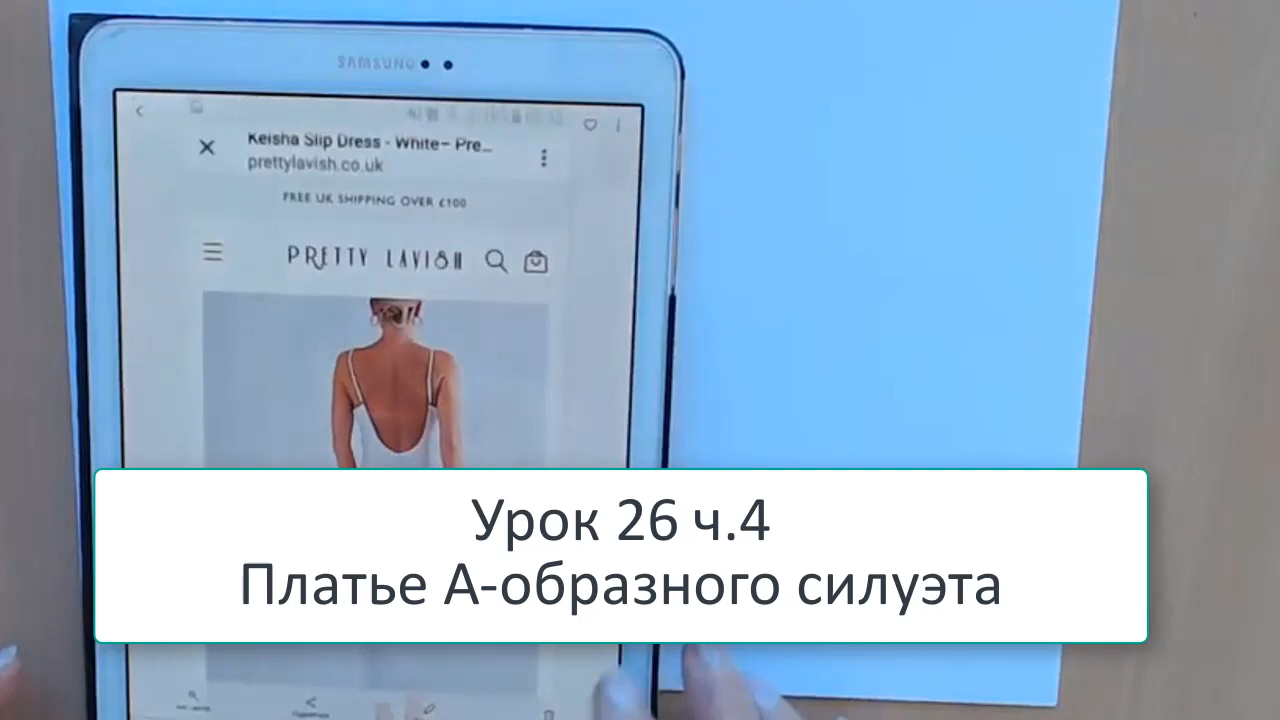 SAMSUNG
Keisha Slip Dress - White– Pre...
prettylavish.co.uk
FREE UK SHIPPING OVER £100
PRETTY LAVISH
Урок 26 ч.4
Платье А-образного силуэта